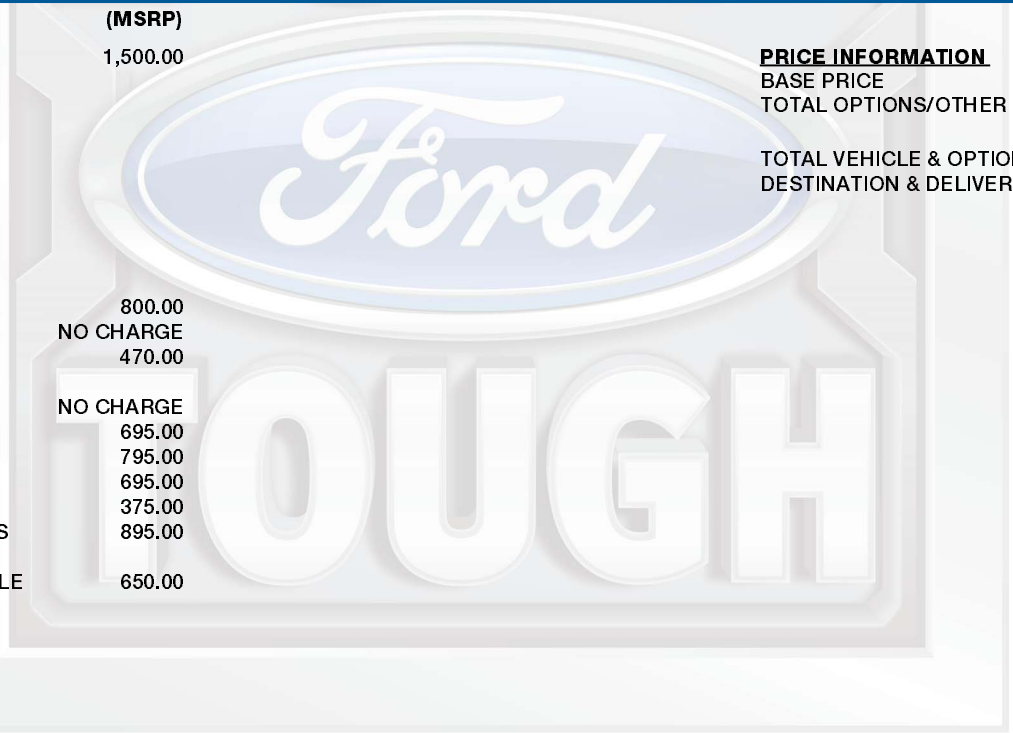 (MSRP)
1,500.00
800.00
NO CHARGE
470.00
NO CHARGE
695.00
795.00
695.00
375.00
S 895.00
LE 650.00
PRICE INFORMATION
BASE PRICE
TOTAL OPTIONS/OTHER
TOTAL VEHICLE & OPTIO
DESTINATION & DELIVER
Ford
TOUGH